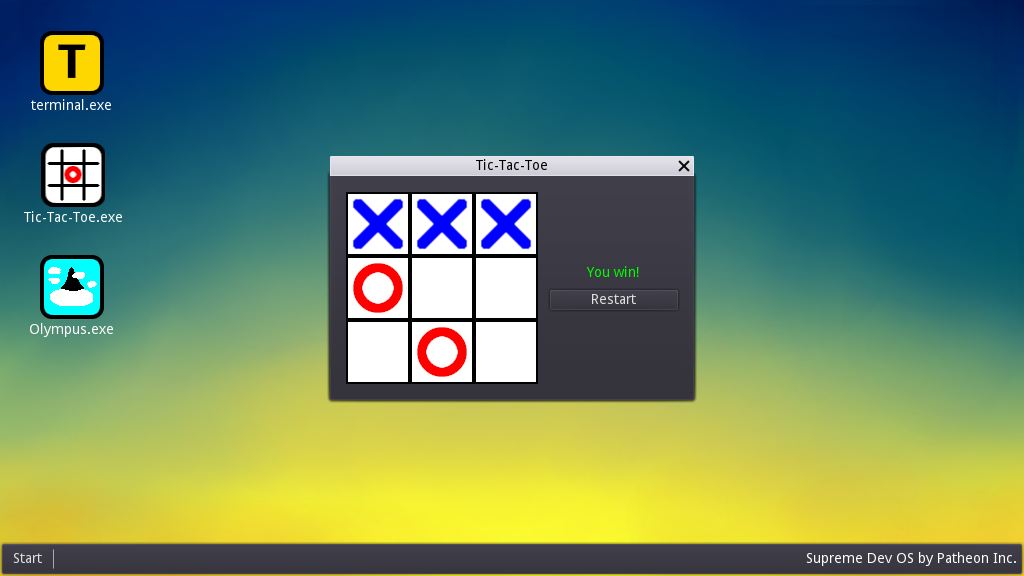 T
terminal.exe
Tic-Tac-Toe.exe
Olympus.exe
Tic-Tac-Toe
You win!
Restart
Start
Supreme Dev OS by Patheon Inc.